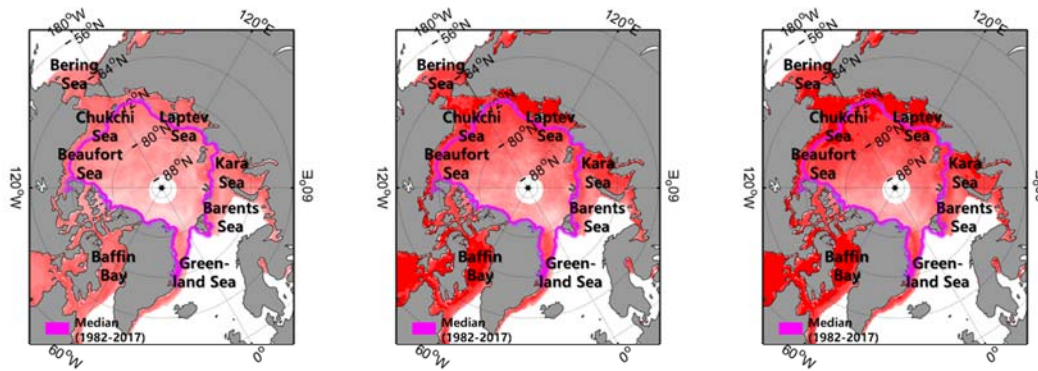 180°W
56°N
120°E
Bering
Sea
64°N
Chukchi
Sea
Laptev
Sea
80°N
Beaufort
Sea
88°N
Kara
Sea
120°W
60°E
Barents
Sea
Baffin
Bay
Green-
land Sea
Median
(1982-2017)
60°W
0°
180°W
56°N
120°E
Bering
Sea
64°N
Chukchi
Sea
Laptev
Sea
80°N
Beaufort
Sea
88°N
Kara
Sea
120°W
60°E
Barents
Sea
Baffin
Bay
Green-
land Sea
Median
(1982-2017)
60°W
0°
180°W
56°N
120°E
Bering
Sea
64°N
Chukchi
Sea
Laptev
Sea
80°N
Beaufort
Sea
88°N
Kara
Sea
120°W
60°E
Barents
Sea
Baffin
Bay
Green-
land Sea
Median
(1982-2017)
60°W
0°